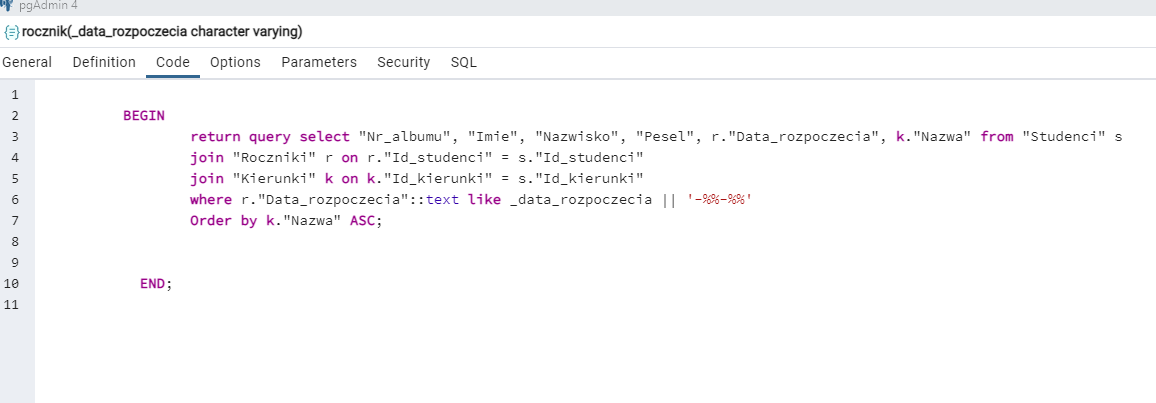 pgAdmin 4
rocznik(_data_rozpoczecia character varying)
General Definition Code Options Parameters Security SQL
1
2 BEGIN
3 return query select "Nr_albumu", "Imie", "Nazwisko", "Pesel", r."Data_rozpoczecia", k."Nazwa" from "Studenci" s
4 join "Roczniki" r on r."Id_studenci" = s."Id_studenci"
5 join "Kierunki" k on k."Id_kierunki" = s."Id_kierunki"
6 where r."Data_rozpoczecia"::text like _data_rozpoczecia || '-%%-%%'
7 Order by k."Nazwa" ASC;
8
9
10 END;
11